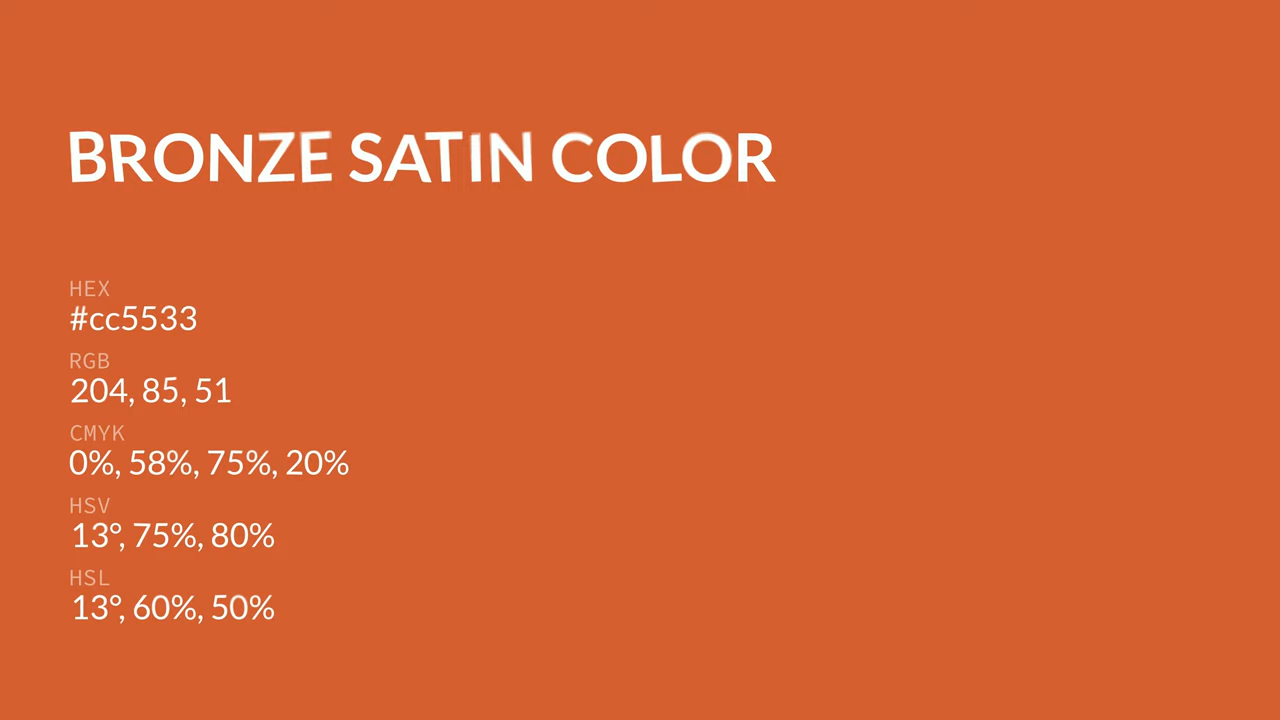 BRONZE SATIN COLOR
HEX
#cc5533
RGB
204, 85, 51
CMYK
0%, 58%, 75%, 20%
HSV
13°, 75%, 80%
HSL
13°, 60%, 50%